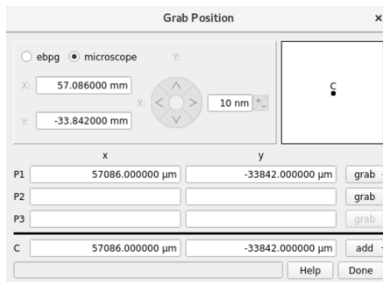 Grab Position ×
ebpg microscope Y:
X: 57.086000 mm X: 10 nm +-
Y: -33.842000 mm
C
x y
P1 57086.000000 µm -33842.000000 µm grab
P2 grab
P3 grab
C 57086.000000 µm -33842.000000 µm add
Help Done